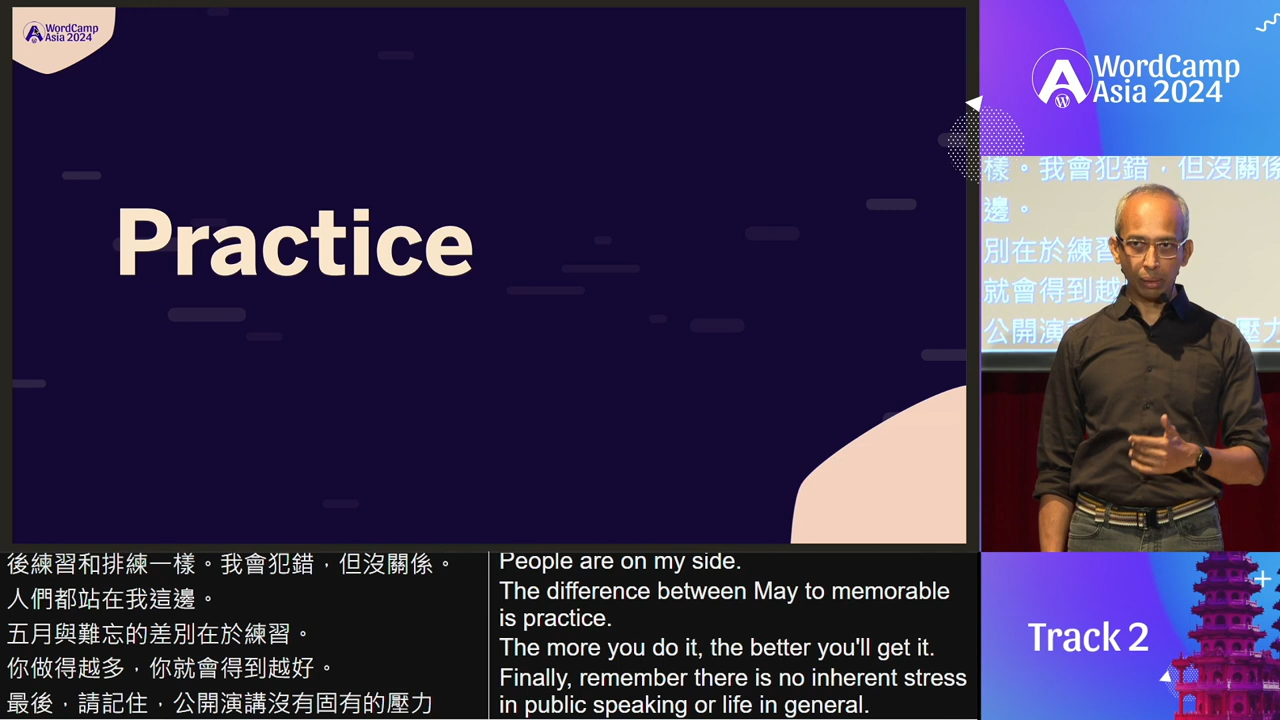 WordCamp
Asia 2024
Practice
WordCamp
Asia 2024
樣。我會犯錯，但沒關係
邊。
別在於練習
就會得到越
公開演
壓力
後練習和排練一樣。我會犯錯，但沒關係。
人們都站在我這邊。
五月與難忘的差別在於練習。
你做得越多，你就會得到越好。
最後，請記住，公開演講沒有固有的壓力
People are on my side.
The difference between May to memorable
is practice.
The more you do it, the better you'll get it.
Finally, remember there is no inherent stress
in public speaking or life in general.
Track 2